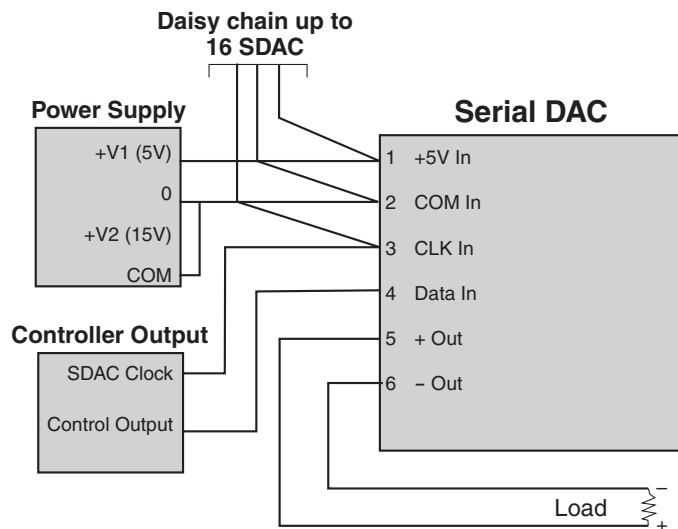 Daisy chain up to
16 SDAC
Power Supply
+V1 (5V)
0
+V2 (15V)
COM
Serial DAC
1 +5V In
2 COM In
3 CLK In
4 Data In
5 + Out
6 – Out
Controller Output
SDAC Clock
Control Output
Load
–
+